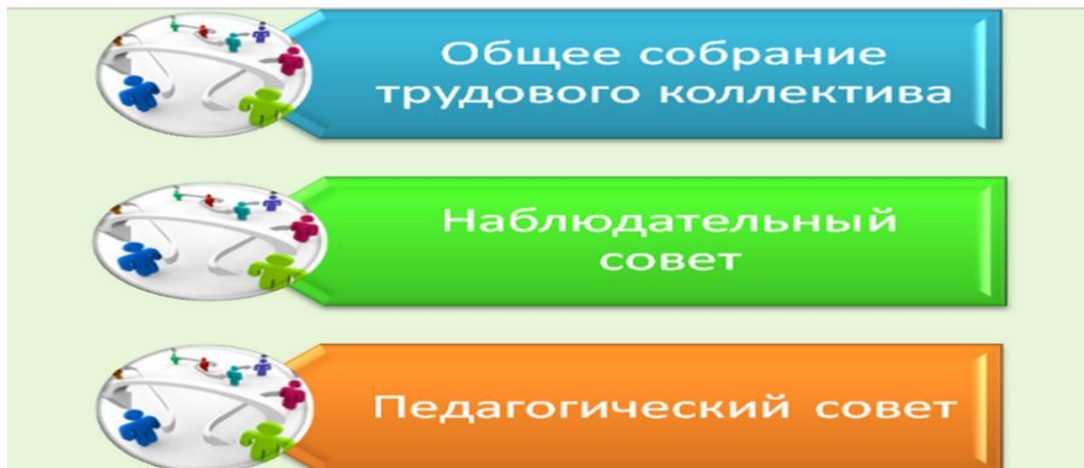 Общее собрание
трудового коллектива
Наблюдательный
совет
Педагогический совет